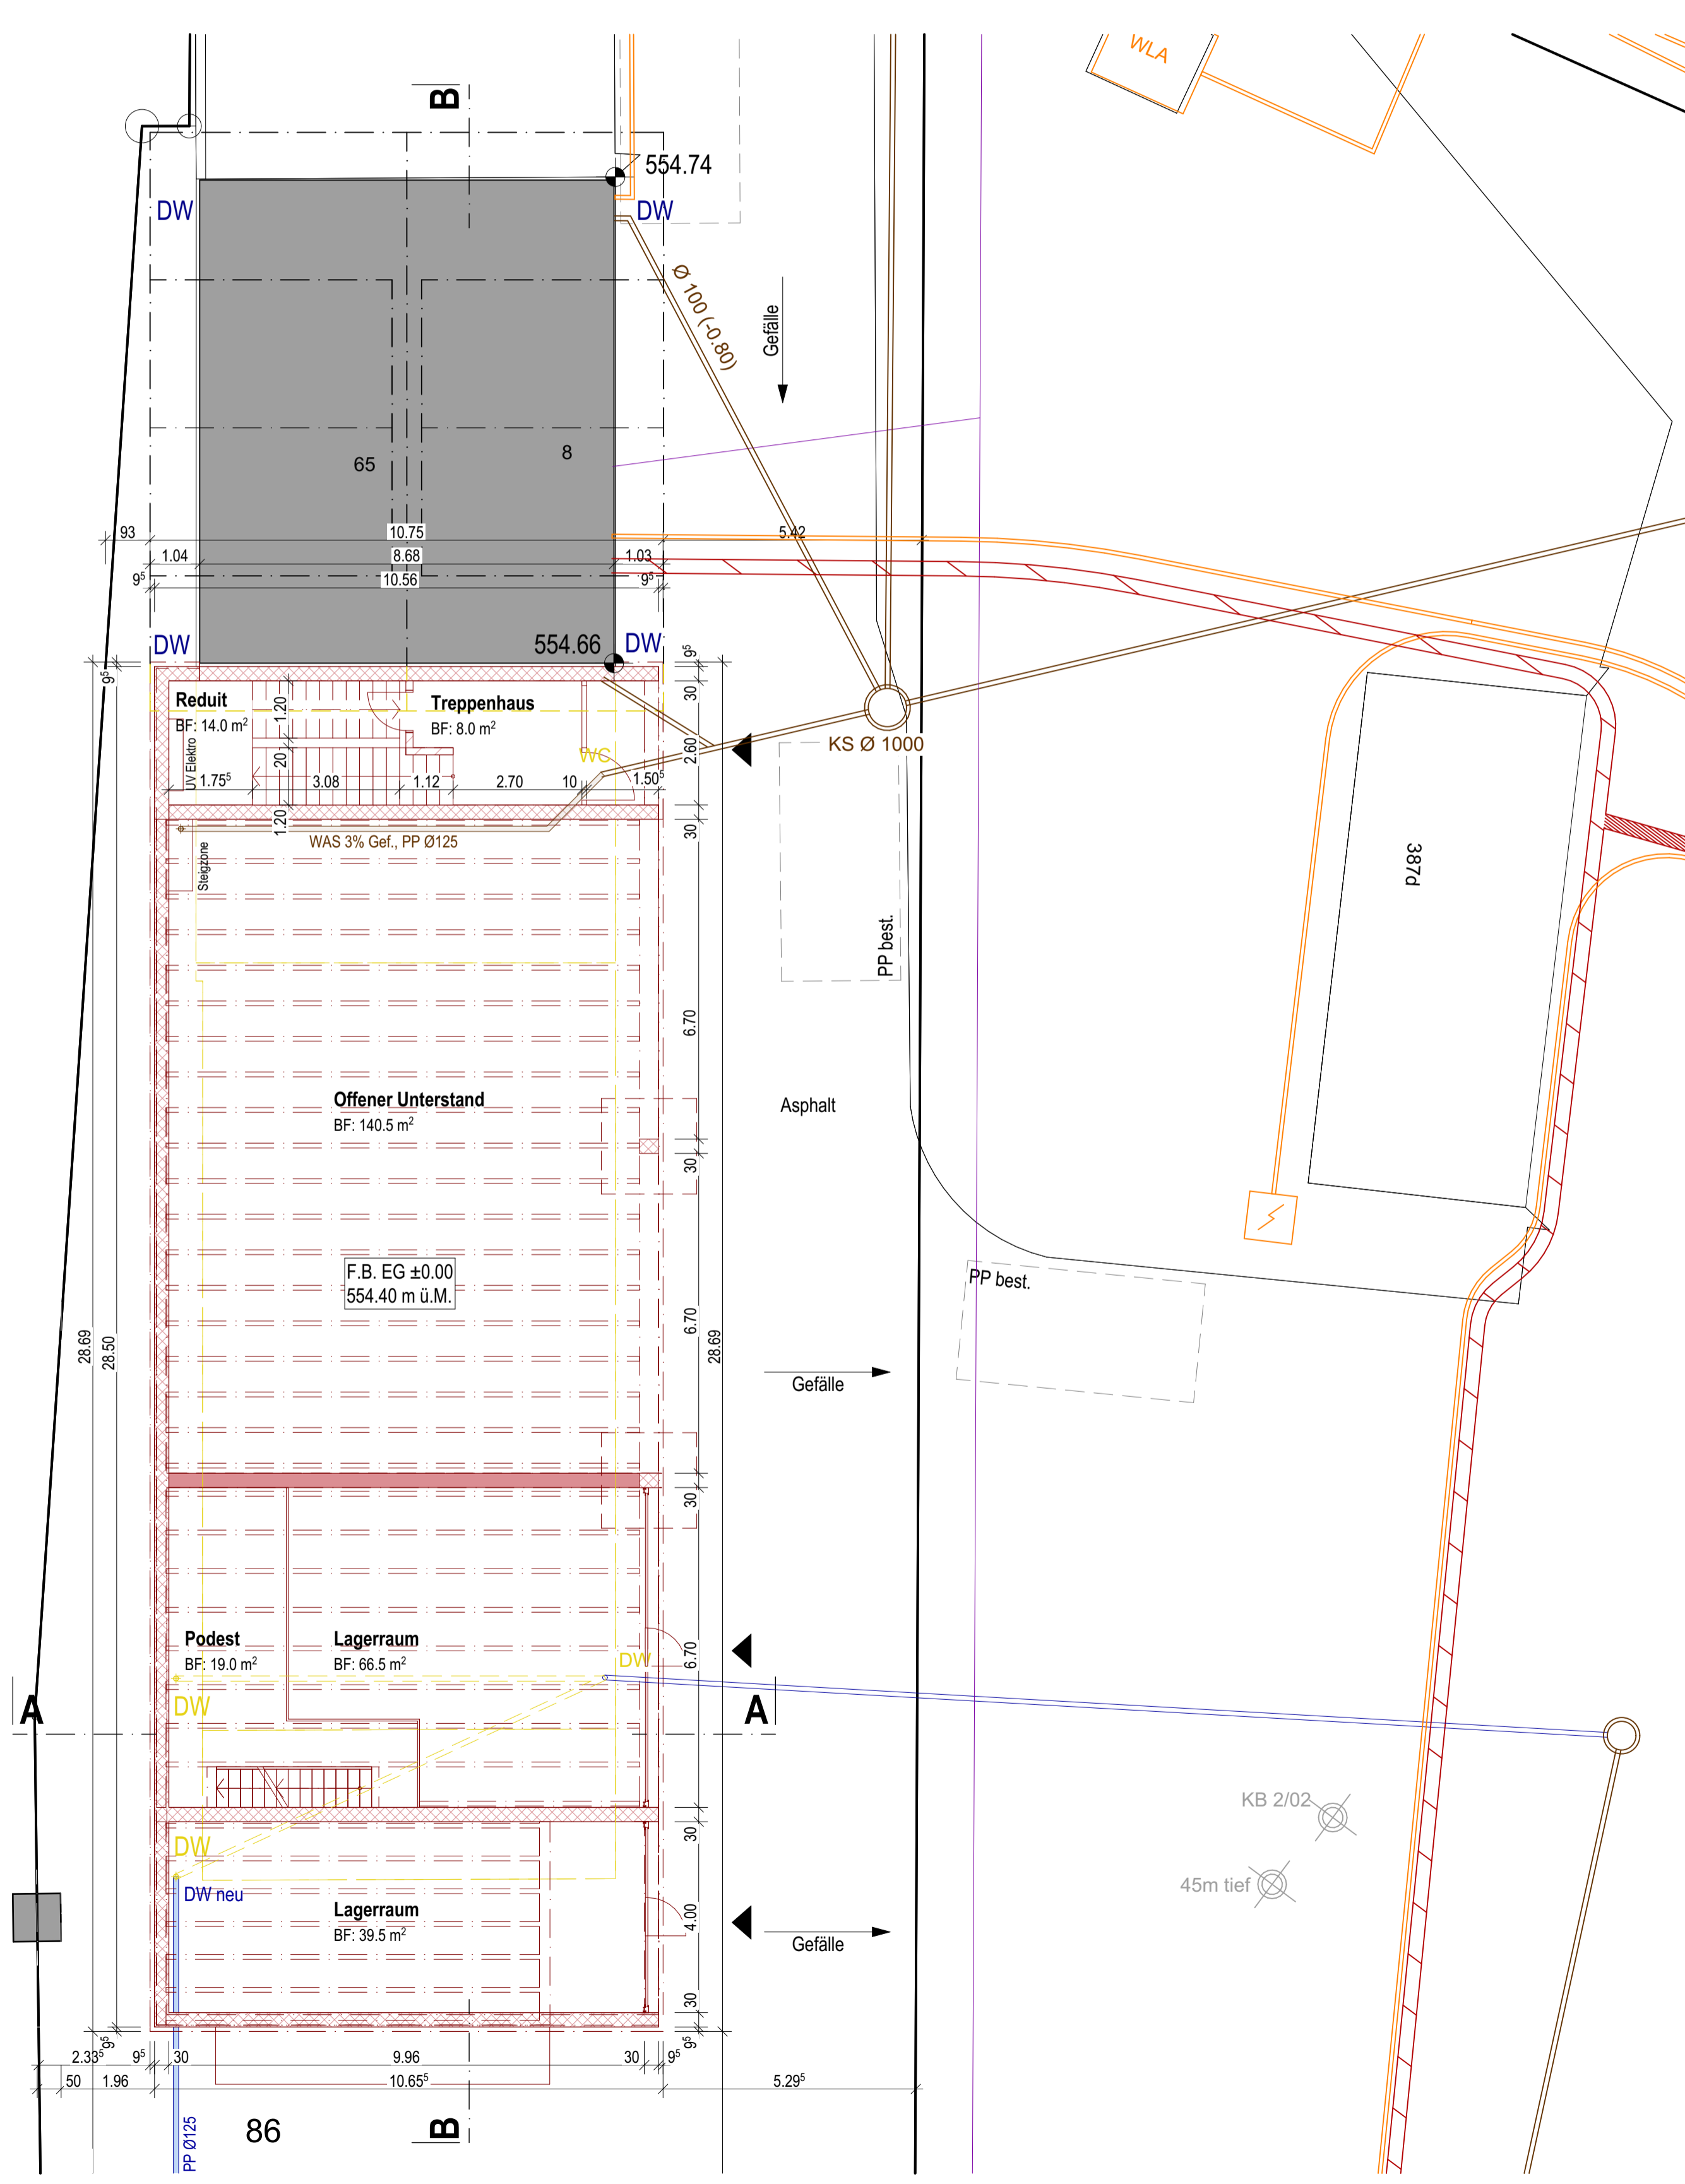 WLA
B
554.74
DW
DW
Ø 100 (-0.80)
Gefälle
65
8
93
10.75
5.42
1.04
8.68
1.03
9⁵
10.56
9⁵
DW
554.66
DW
9⁵
9⁵
Reduit
BF: 14.0 m²
Treppenhaus
BF: 8.0 m²
1.20
30
UV Elektro
20
WC
2.60
KS Ø 1000
1.75⁵
3.08
1.12
2.70
10
1.50⁵
1.20
30
WAS 3% Gef., PP Ø125
Steigzone
387d
PP best.
6.70
Offener Unterstand
BF: 140.5 m²
Asphalt
30
F.B. EG ±0.00
554.40 m ü.M.
PP best.
28.69
28.50
6.70
28.69
Gefälle
30
Podest
BF: 19.0 m²
Lagerraum
BF: 66.5 m²
DW
6.70
DW
A
A
KB 2/02
30
DW
45m tief
DW neu
Lagerraum
BF: 39.5 m²
4.00
Gefälle
30
9⁵
9⁵
2.33⁵
9⁵
30
9.96
30
9⁵
50
1.96
10.65⁵
5.29⁵
86
B
PP Ø125